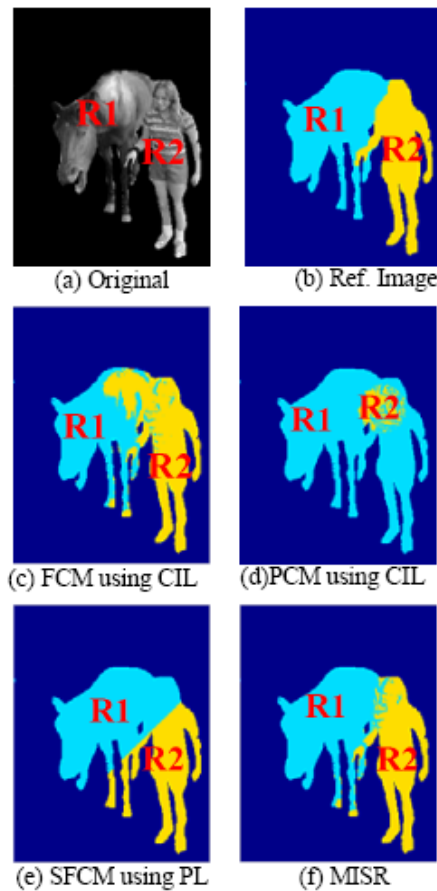 R1
R2
R1
R2
(a) Original
(b) Ref. Image
R1
R2
R1
R2
(c) FCM using CIL
(d)PCM using CIL
R1
R2
R1
R2
(e) SFCM using PL
(f) MISR